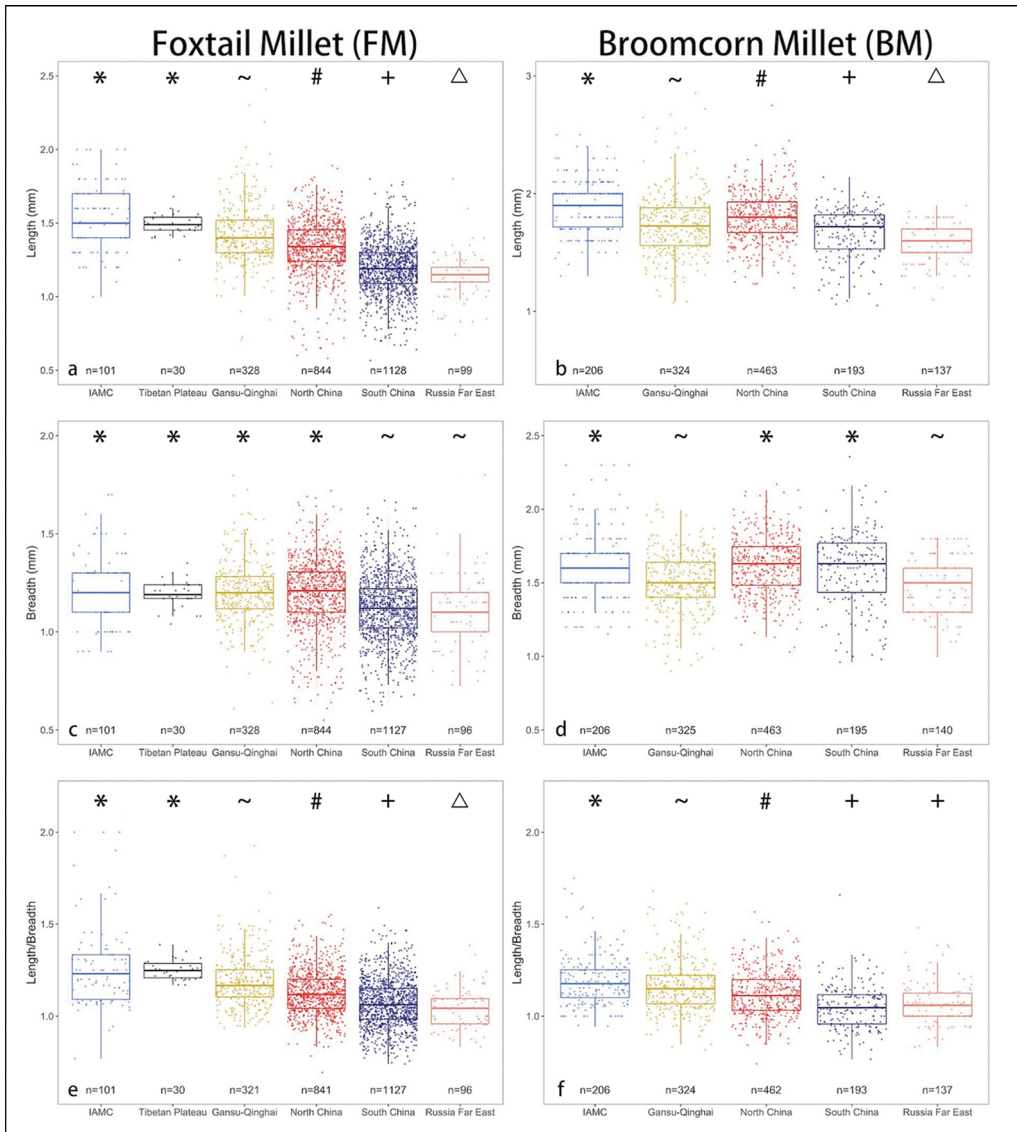 Foxtail Millet (FM)
Broomcorn Millet (BM)
2.5
2.0
1.5
1.0
0.5
Length (mm)
* * ~ # + △
a n=101 n=30 n=328 n=844 n=1128 n=99
IAMC Tibetan Plateau Gansu-Qinghai North China South China Russia Far East
3
2
1
Length (mm)
* ~ # + △
b n=206 n=324 n=463 n=193 n=137
IAMC Gansu-Qinghai North China South China Russia Far East
2.0
1.5
1.0
0.5
Breadth (mm)
* * * * ~ ~
c n=101 n=30 n=328 n=844 n=1127 n=96
IAMC Tibetan Plateau Gansu-Qinghai North China South China Russia Far East
2.5
2.0
1.5
1.0
0.5
Breadth (mm)
* ~ * * ~
d n=206 n=325 n=463 n=195 n=140
IAMC Gansu-Qinghai North China South China Russia Far East
2.0
1.5
1.0
Length/Breadth
* * ~ # + △
e n=101 n=30 n=321 n=841 n=1127 n=96
IAMC Tibetan Plateau Gansu-Qinghai North China South China Russia Far East
2.0
1.5
1.0
Length/Breadth
* ~ # + +
f n=206 n=324 n=462 n=193 n=137
IAMC Gansu-Qinghai North China South China Russia Far East